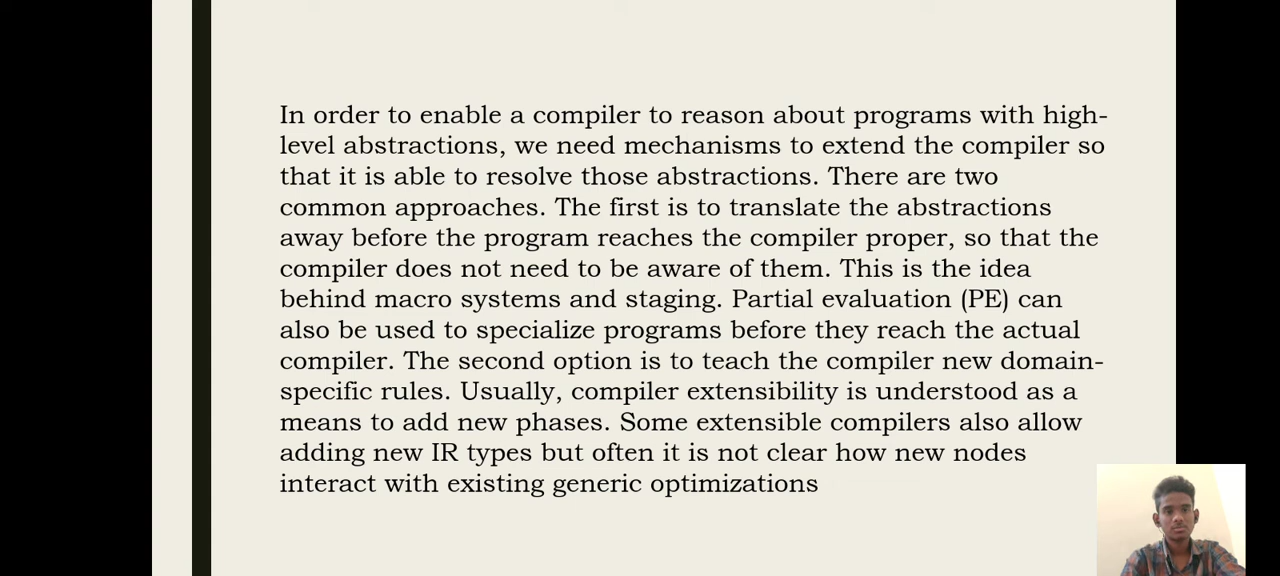 In order to enable a compiler to reason about programs with high-
level abstractions, we need mechanisms to extend the compiler so
that it is able to resolve those abstractions. There are two
common approaches. The first is to translate the abstractions
away before the program reaches the compiler proper, so that the
compiler does not need to be aware of them. This is the idea
behind macro systems and staging. Partial evaluation (PE) can
also be used to specialize programs before they reach the actual
compiler. The second option is to teach the compiler new domain-
specific rules. Usually, compiler extensibility is understood as a
means to add new phases. Some extensible compilers also allow
adding new IR types but often it is not clear how new nodes
interact with existing generic optimizations